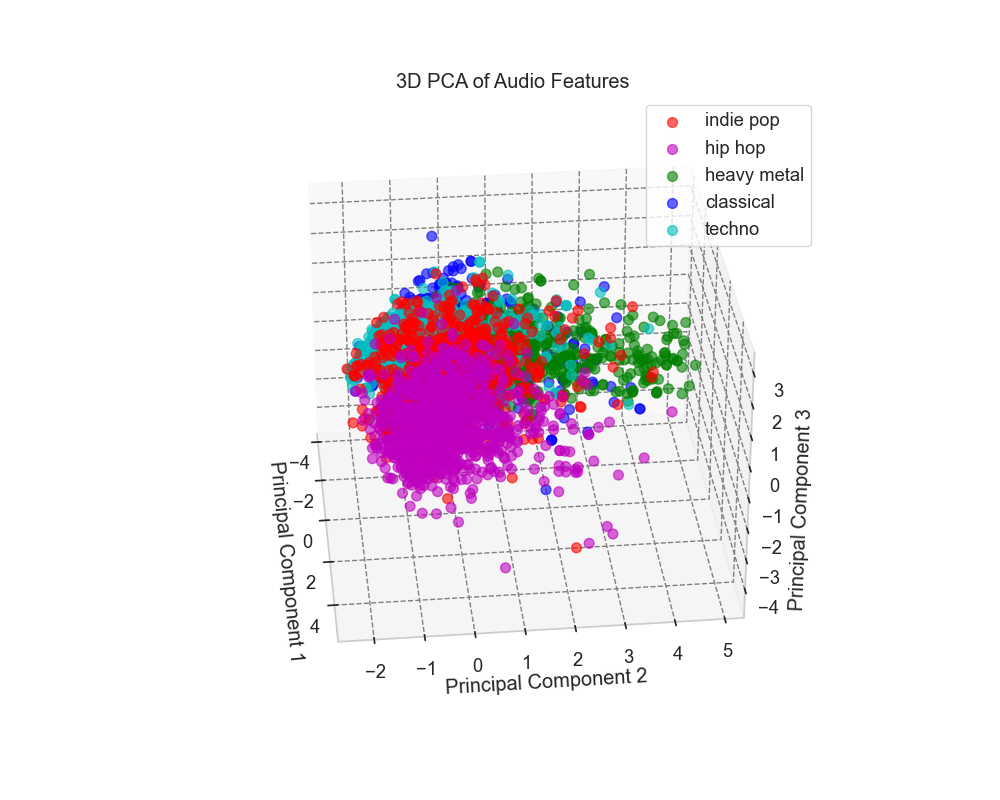 3D PCA of Audio Features
indie pop
hip hop
heavy metal
classical
techno
−4
−2
0
2
4
Principal Component 1
−2
−1
0
1
2
3
4
5
Principal Component 2
3
2
1
0
−1
−2
−3
−4
Principal Component 3